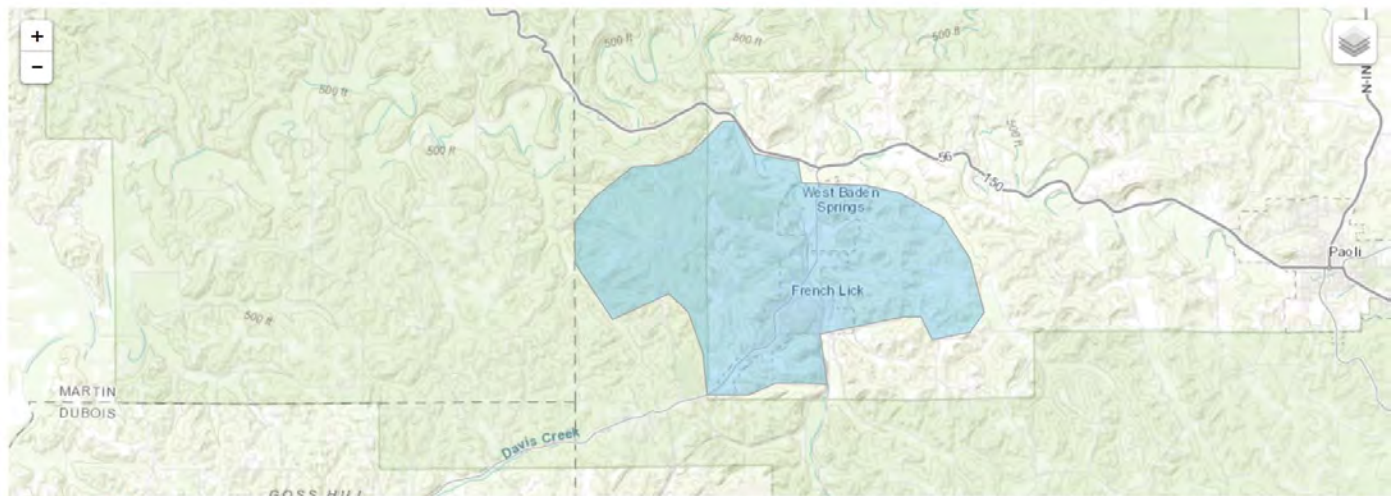 +
−
500 ft
500 ft
500 ft
500 ft
500 ft
500 ft
500 ft
N-IN
56
150
West Baden
Springs
Paoli
French Lick
MARTIN
DUBOIS
Davis Creek
GOSS HILL